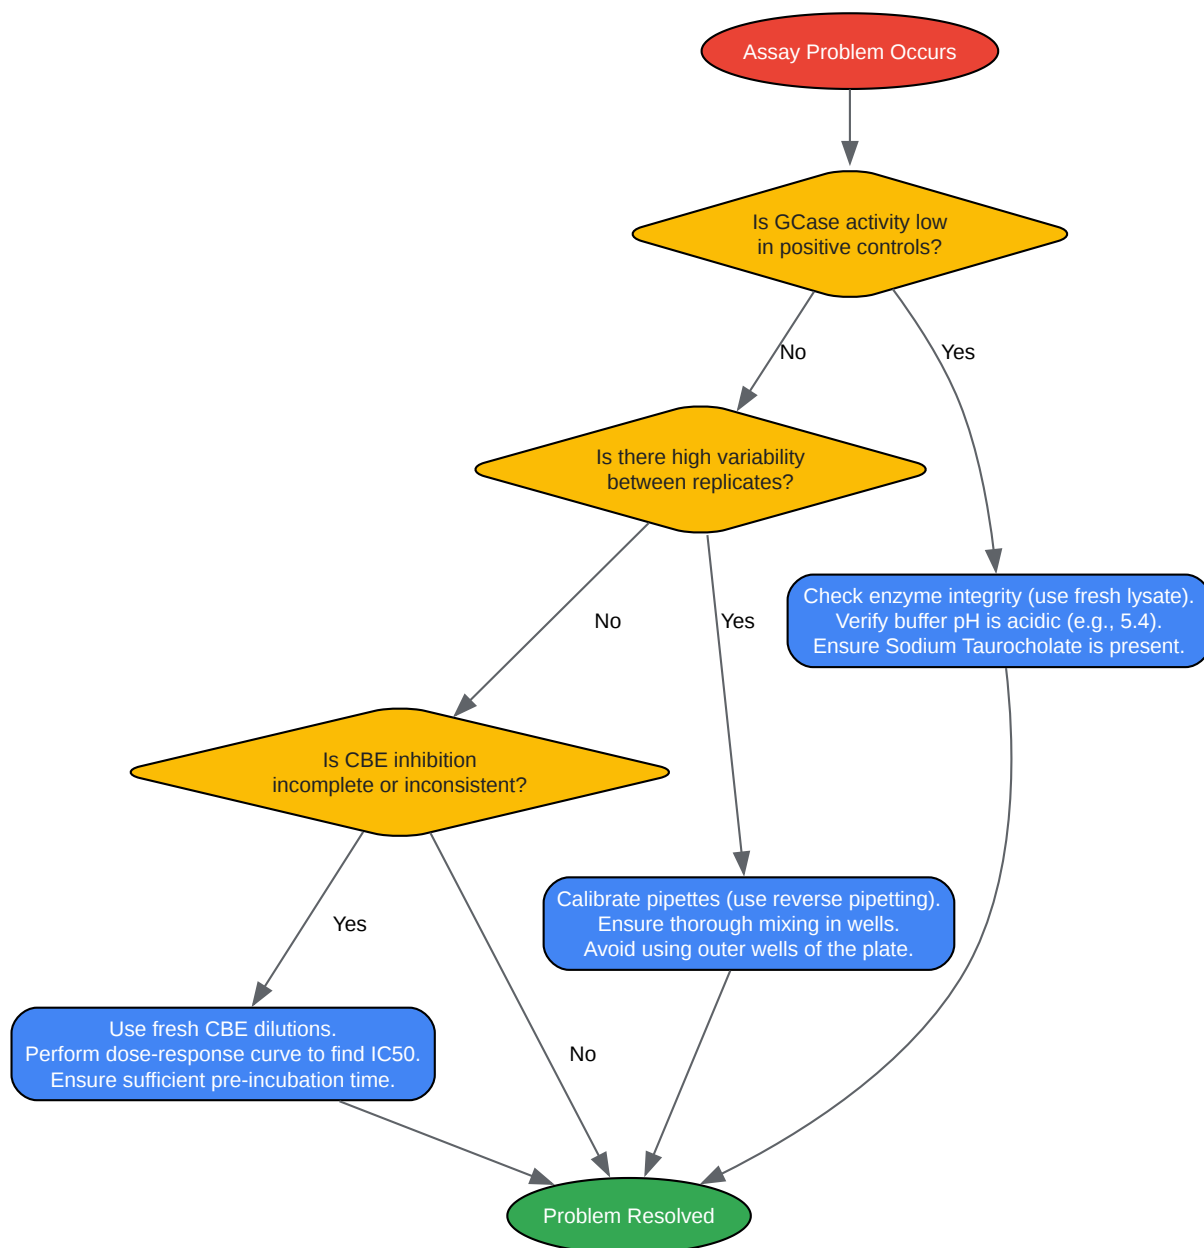 Assay Problem Occurs
Is GCase activity low
in positive controls?
No
Yes
Is there high variability
between replicates?
Check enzyme integrity (use fresh lysate).
Verify buffer pH is acidic (e.g., 5.4).
Ensure Sodium Taurocholate is present.
No
Yes
Is CBE inhibition
incomplete or inconsistent?
Calibrate pipettes (use reverse pipetting).
Ensure thorough mixing in wells.
Avoid using outer wells of the plate.
Yes
No
Use fresh CBE dilutions.
Perform dose-response curve to find IC50.
Ensure sufficient pre-incubation time.
Problem Resolved